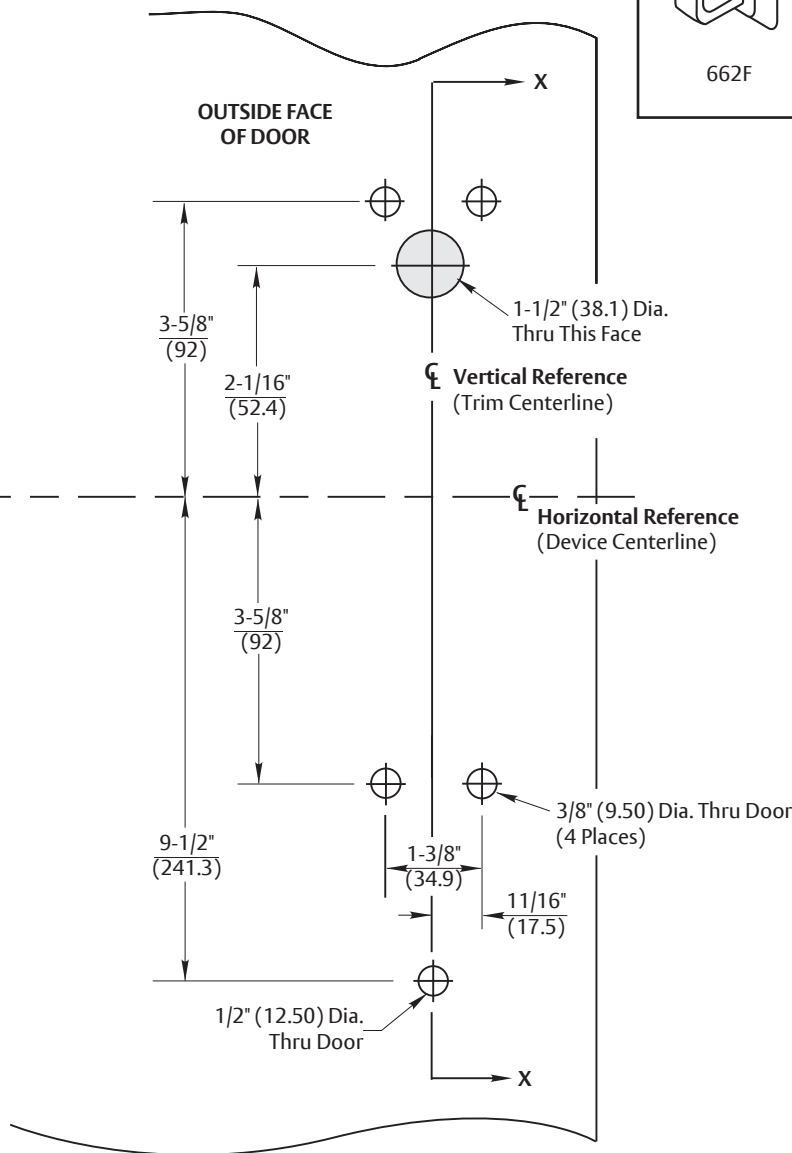 662F
X
OUTSIDE FACE
OF DOOR
1-1/2" (38.1) Dia.
Thru This Face
3-5/8"
(92)
2-1/16"
(52.4)
℄ Vertical Reference
(Trim Centerline)
℄ Horizontal Reference
(Device Centerline)
3-5/8"
(92)
3/8" (9.50) Dia. Thru Door
(4 Places)
9-1/2"
(241.3)
1-3/8"
(34.9)
11/16"
(17.5)
1/2" (12.50) Dia.
Thru Door
X